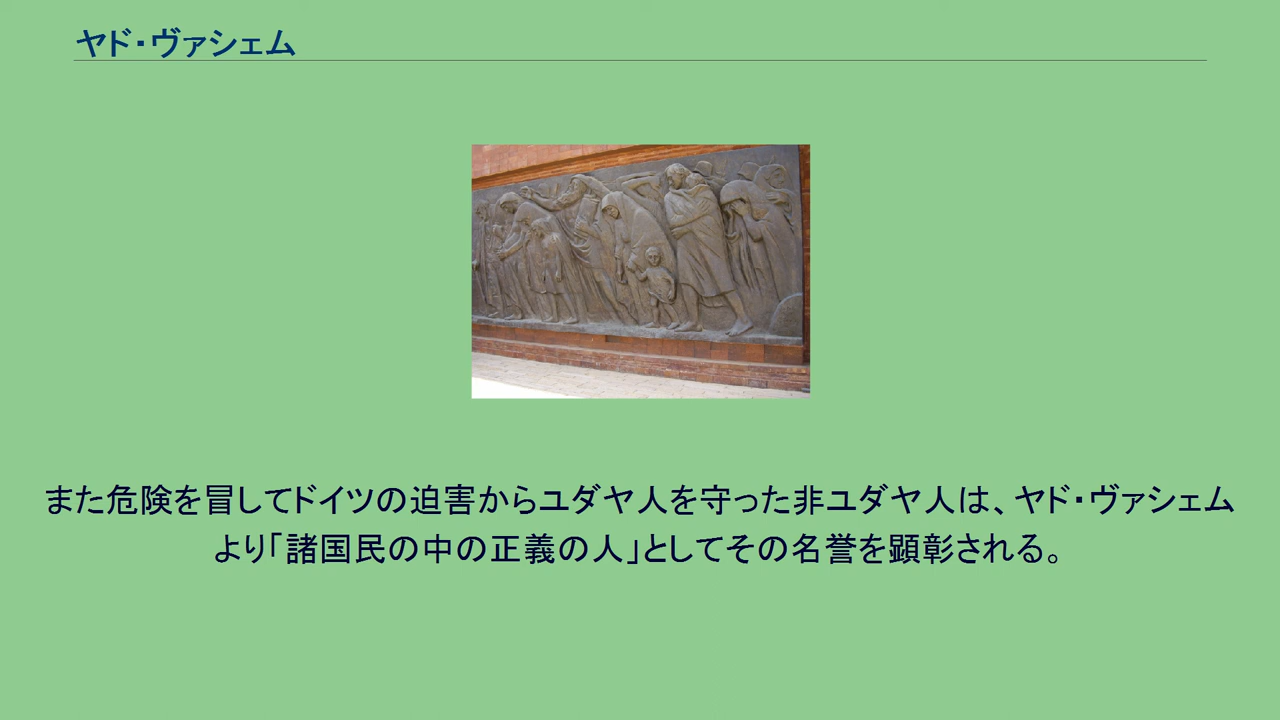 ヤド・ヴァシェム
また危険を冒してドイツの迫害からユダヤ人を守った非ユダヤ人は、ヤド・ヴァシェム
より｢諸国民の中の正義の人｣としてその名誉を顕彰される。